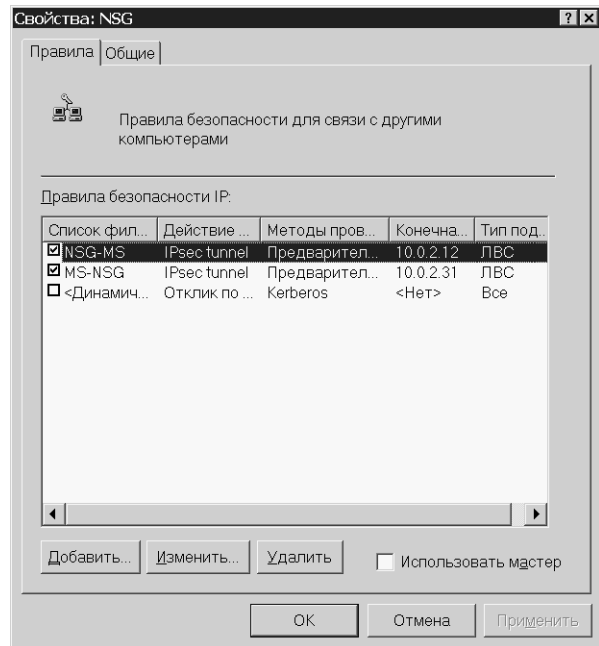 Свойства: NSG
Правила Общие
Правила безопасности для связи с другими
компьютерами
Правила безопасности IP:
Список фил... Действие ... Методы пров... Конечна... Тип под..
NSG-MS IPsec tunnel Предварител... 10.0.2.12 ЛВС
MS-NSG IPsec tunnel Предварител... 10.0.2.31 ЛВС
<Динамич... Отклик по ... Kerberos <Нет> Все
Добавить... Изменить... Удалить Использовать мастер
OK Отмена Применить